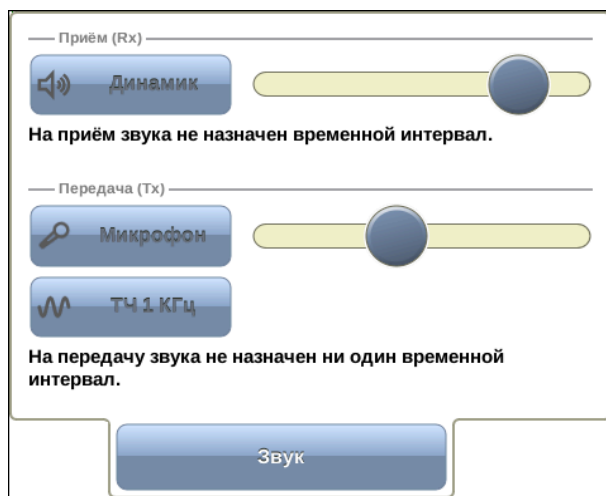 Приём (Rx)
Динамик
На приём звука не назначен временной интервал.
Передача (Tx)
Микрофон
ТЧ 1 КГц
На передачу звука не назначен ни один временной
интервал.
Звук